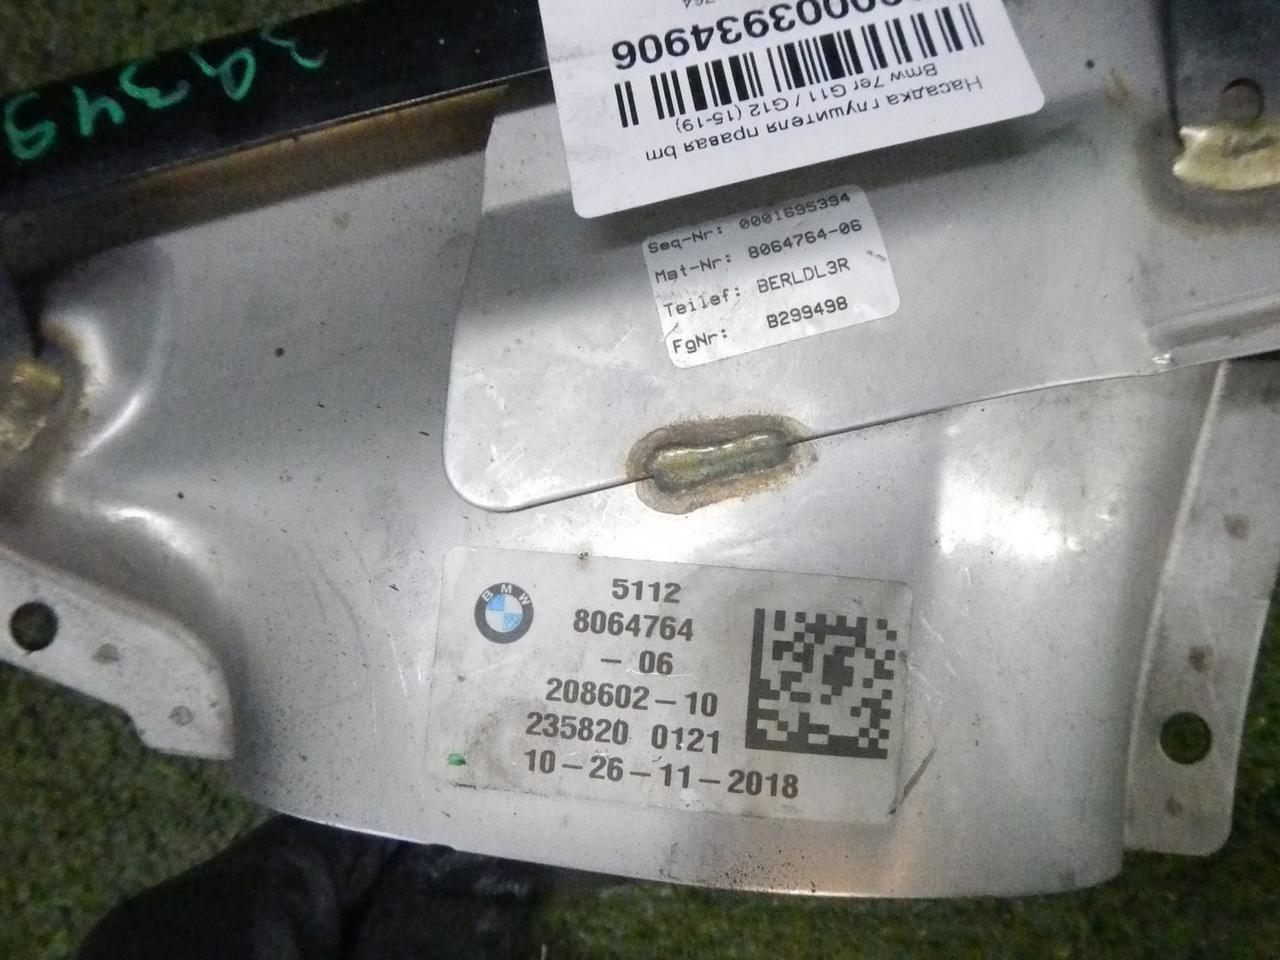 000003934906
Насадка глушителя правая bm
Bmw 7er G11 / G12 (15-19)
Seq-Nr: 0001695394
Mat-Nr: 8064764-06
Teilef: BERLDL3R
FgNr: B299498
BMW
5112
8064764
- 06
208602-10
235820 0121
10-26-11-2018